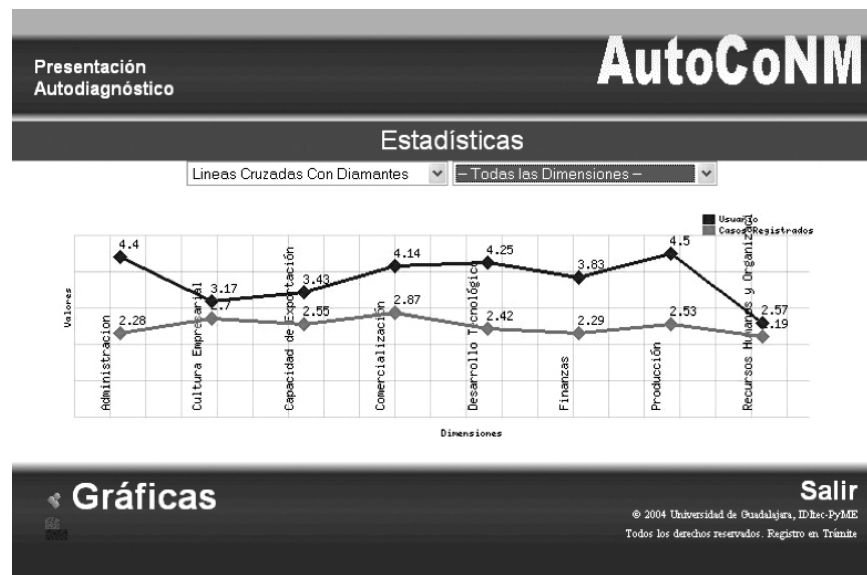 Presentación
Autodiagnóstico
AutoCoNM
Estadísticas
Lineas Cruzadas Con Diamantes
– Todas las Dimensiones –
Usuario
Casos Registrados
Valores
4.4
3.17
3.43
4.14
4.25
3.83
4.5
2.57
2.28
2.7
2.55
2.87
2.42
2.29
2.53
2.19
Administracion
Cultura Empresarial
Capacidad de Exportación
Comercialización
Desarrollo Tecnológico
Finanzas
Producción
Recursos Humanos y Organizaci
Dimensiones
Gráficas
Salir
© 2004 Universidad de Guadalajara, IDItec-PyME
Todos los derechos reservados. Registro en Trámite